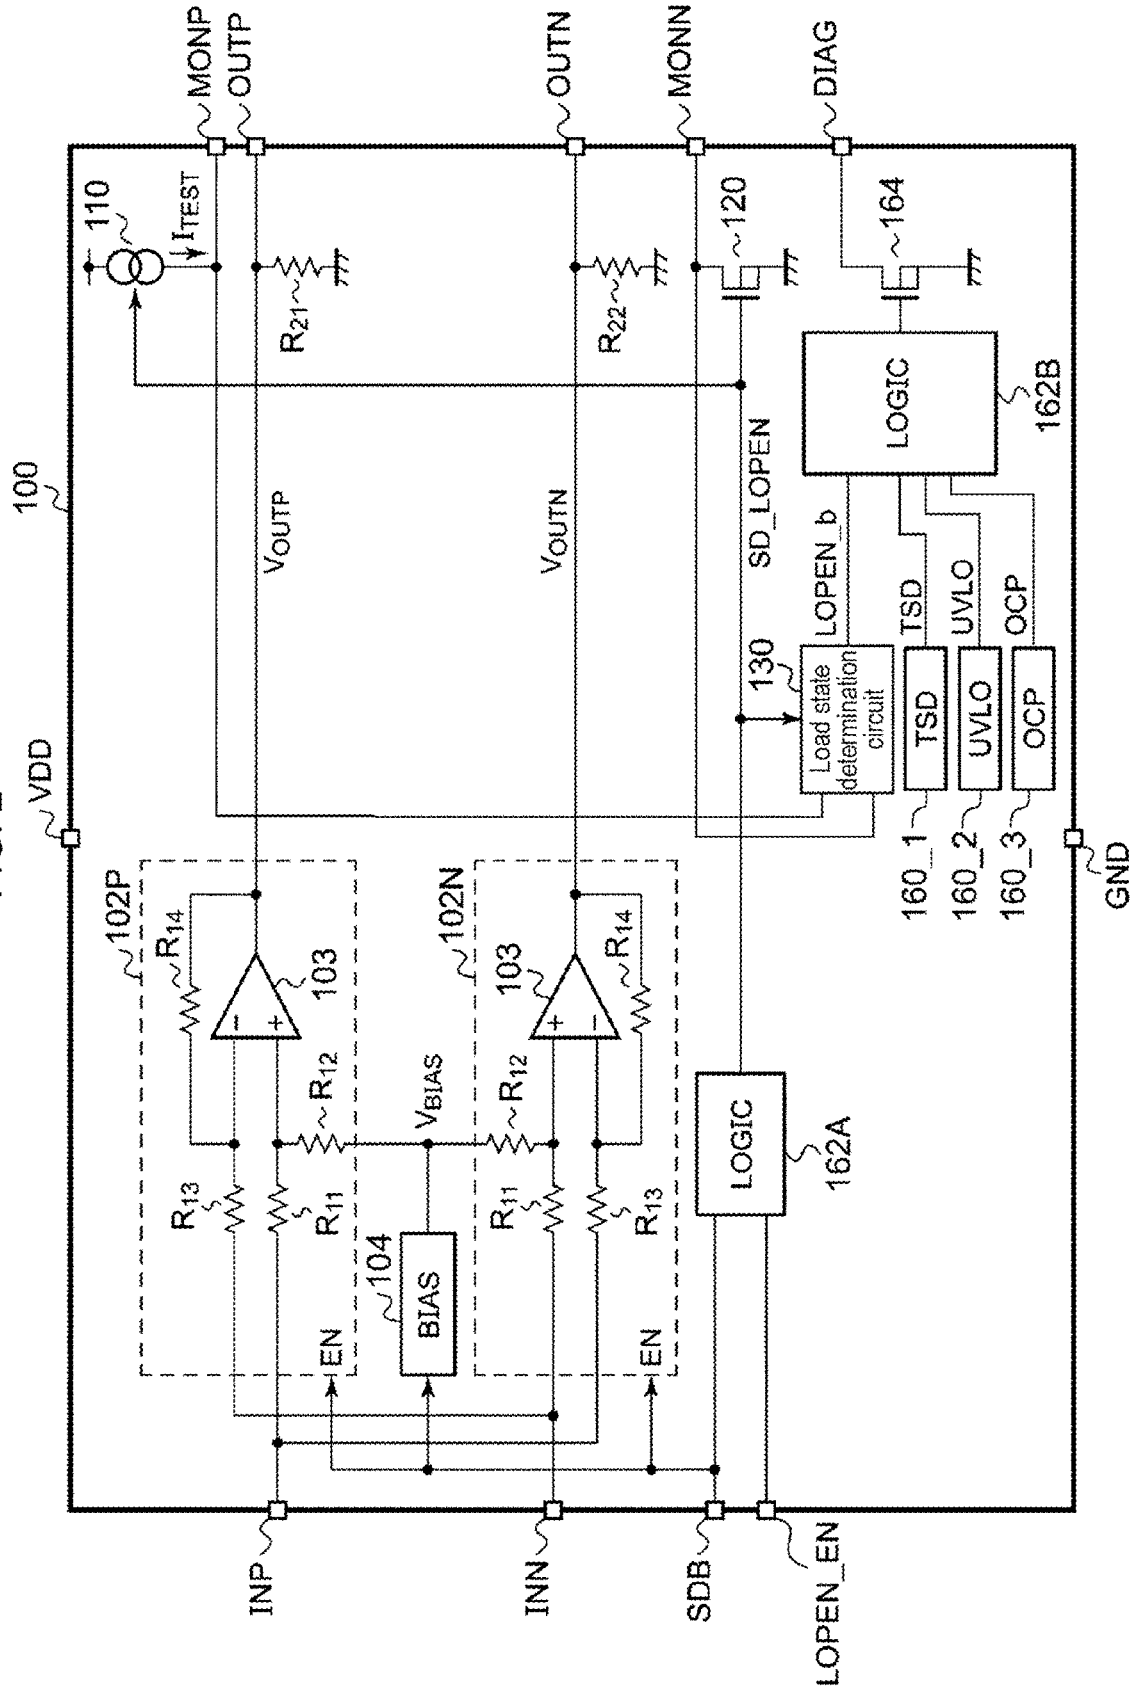 100
VDD
102P
R14
103
R13
R12
R11
EN
VOUTP
110
ITEST
MONP
OUTP
R21
INP
104
BIAS
VBIAS
102N
103
R12
R14
R11
R13
EN
VOUTN
OUTN
R22
INN
MONN
120
SD_LOPEN
SDB
LOGIC
162A
LOPEN_EN
130
Load state
determination
circuit
LOPEN_b
TSD
TSD
UVLO
UVLO
OCP
OCP
160_1
160_2
160_3
LOGIC
162B
164
DIAG
GND